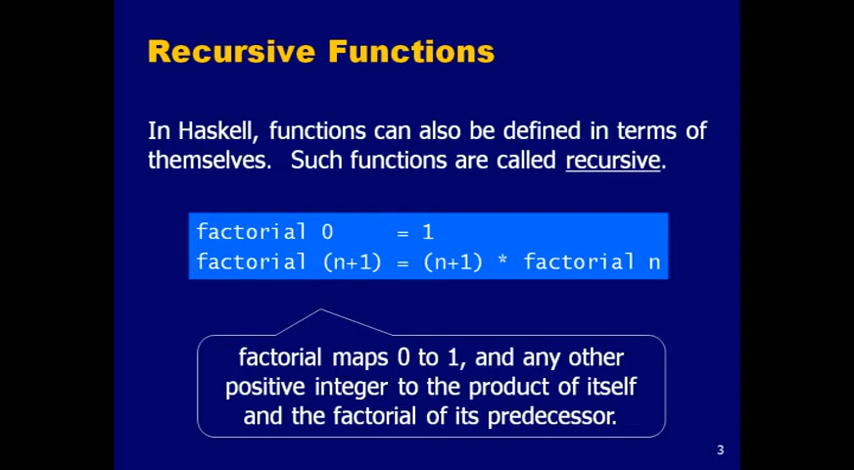 Recursive Functions
In Haskell, functions can also be defined in terms of
themselves. Such functions are called recursive.
factorial 0 = 1
factorial (n+1) = (n+1) * factorial n
factorial maps 0 to 1, and any other
positive integer to the product of itself
and the factorial of its predecessor.
3